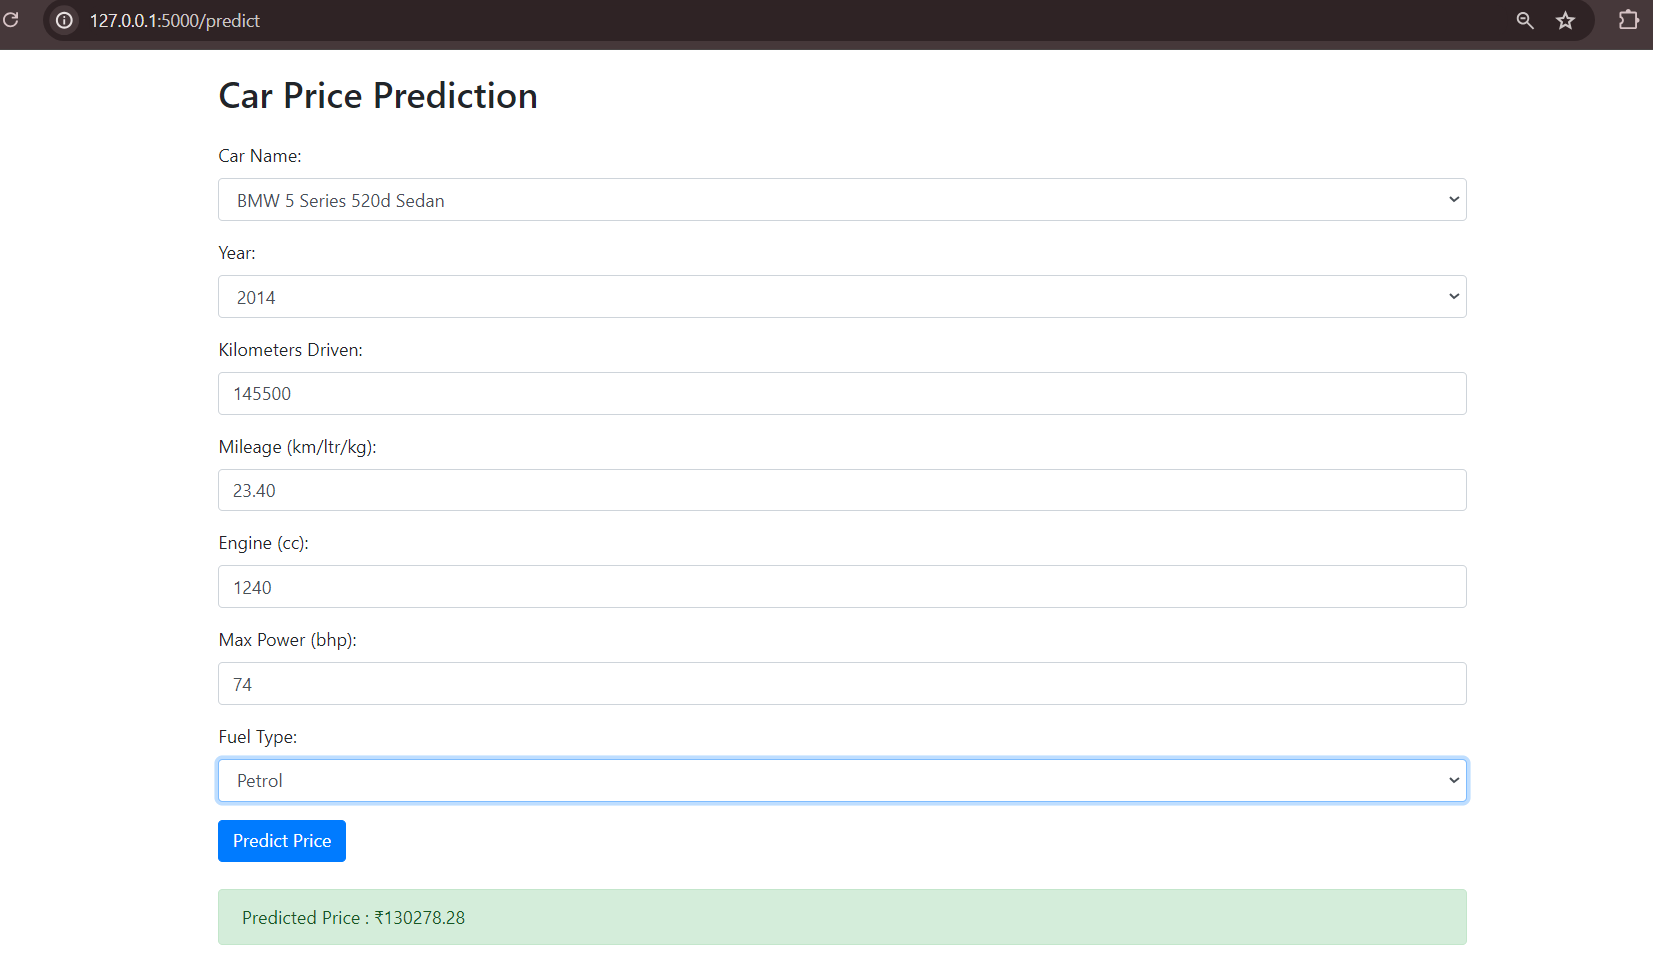 127.0.0.1:5000/predict
Car Price Prediction
Car Name:
BMW 5 Series 520d Sedan
Year:
2014
Kilometers Driven:
145500
Mileage (km/ltr/kg):
23.40
Engine (cc):
1240
Max Power (bhp):
74
Fuel Type:
Petrol
Predict Price
Predicted Price : ₹130278.28